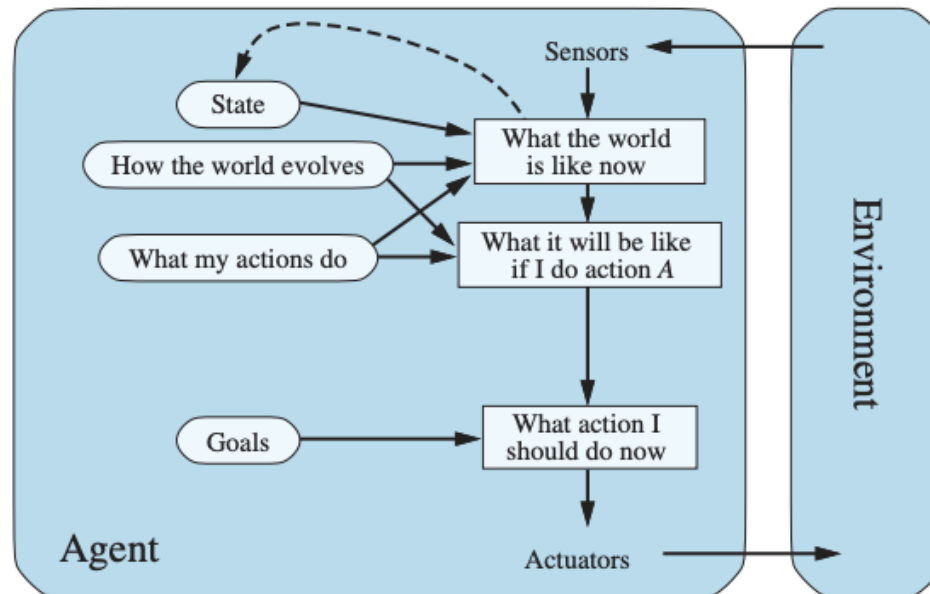 Sensors
State
What the world
is like now
How the world evolves
What it will be like
if I do action A
What my actions do
Environment
What action I
should do now
Goals
Agent
Actuators